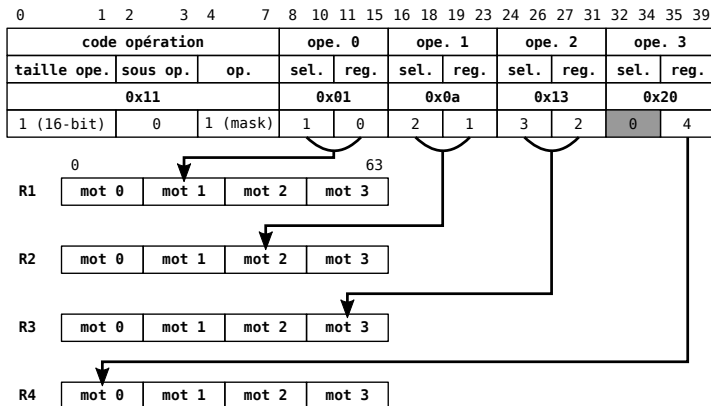 0 1 2 3 4 7 8 10 11 15 16 18 19 23 24 26 27 31 32 34 35 39
code opération ope. 0 ope. 1 ope. 2 ope. 3
taille ope. sous op. op. sel. reg. sel. reg. sel. reg. sel. reg.
0x11 0x01 0x0a 0x13 0x20
1 (16-bit) 0 1 (mask) 1 0 2 1 3 2 0 4
0 63
R1 mot 0 mot 1 mot 2 mot 3
R2 mot 0 mot 1 mot 2 mot 3
R3 mot 0 mot 1 mot 2 mot 3
R4 mot 0 mot 1 mot 2 mot 3